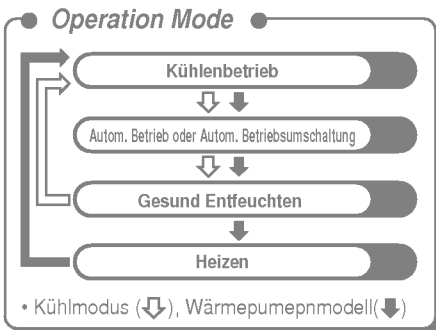 Operation Mode
Kühlenbetrieb
Autom. Betrieb oder Autom. Betriebsumschaltung
Gesund Entfeuchten
Heizen
• Kühlmodus (⇩), Wärmepumepnmodell(⬇)